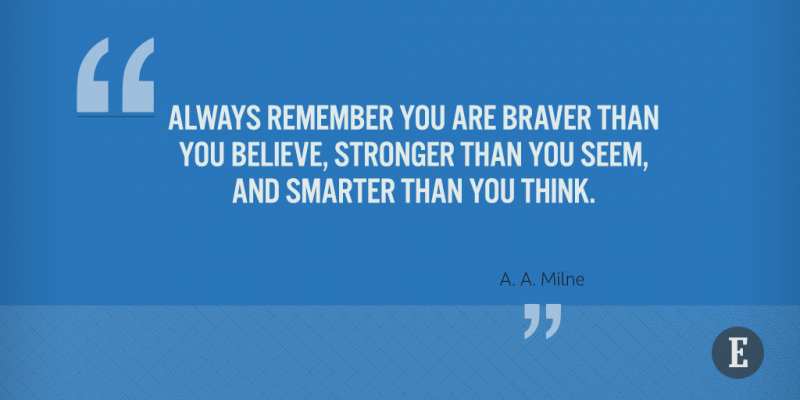 “
ALWAYS REMEMBER YOU ARE BRAVER THAN
YOU BELIEVE, STRONGER THAN YOU SEEM,
AND SMARTER THAN YOU THINK.
A. A. Milne
”
E